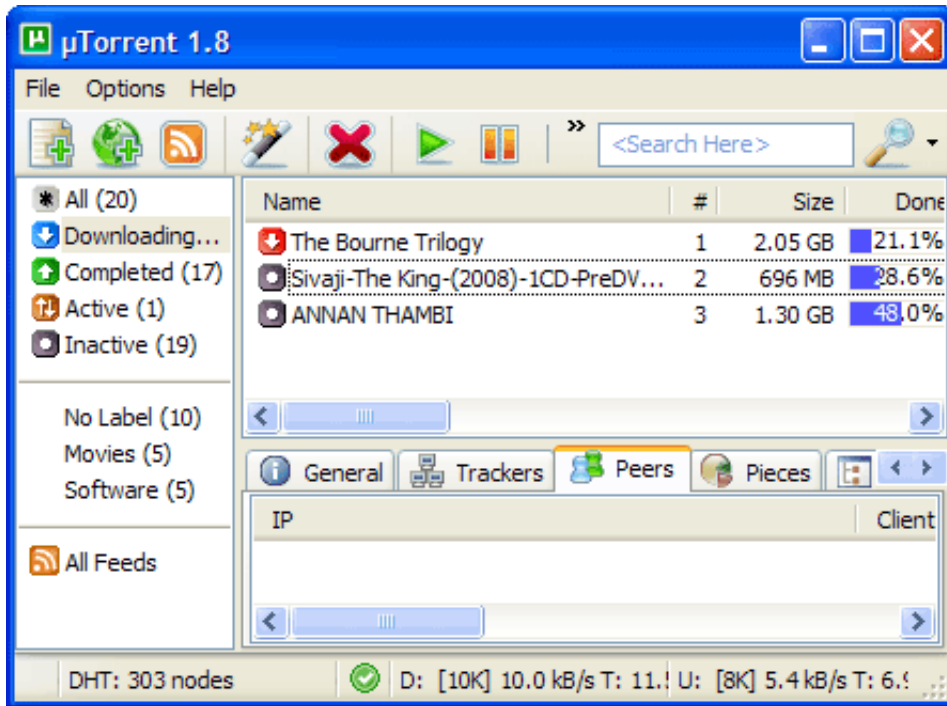 µTorrent 1.8
File Options Help
» <Search Here>
All (20)
Downloading...
Completed (17)
Active (1)
Inactive (19)
No Label (10)
Movies (5)
Software (5)
All Feeds
Name # Size Done
The Bourne Trilogy 1 2.05 GB 21.1%
Sivaji-The King-(2008)-1CD-PreDV... 2 696 MB 28.6%
ANNAN THAMBI 3 1.30 GB 48.0%
General Trackers Peers Pieces
IP Client
DHT: 303 nodes D: [10K] 10.0 kB/s T: 11. U: [8K] 5.4 kB/s T: 6.